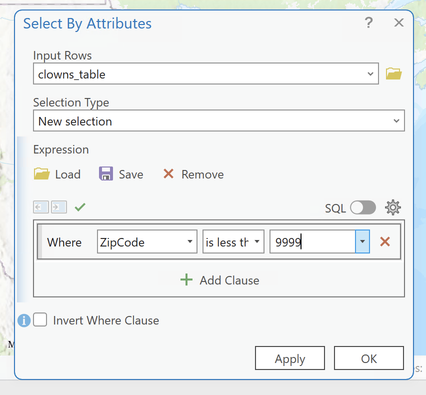 Select By Attributes ?
Input Rows
clowns_table
Selection Type
New selection
Expression
Load Save Remove
SQL
Where ZipCode is less th 9999
Add Clause
Invert Where Clause
M
s:
Apply OK